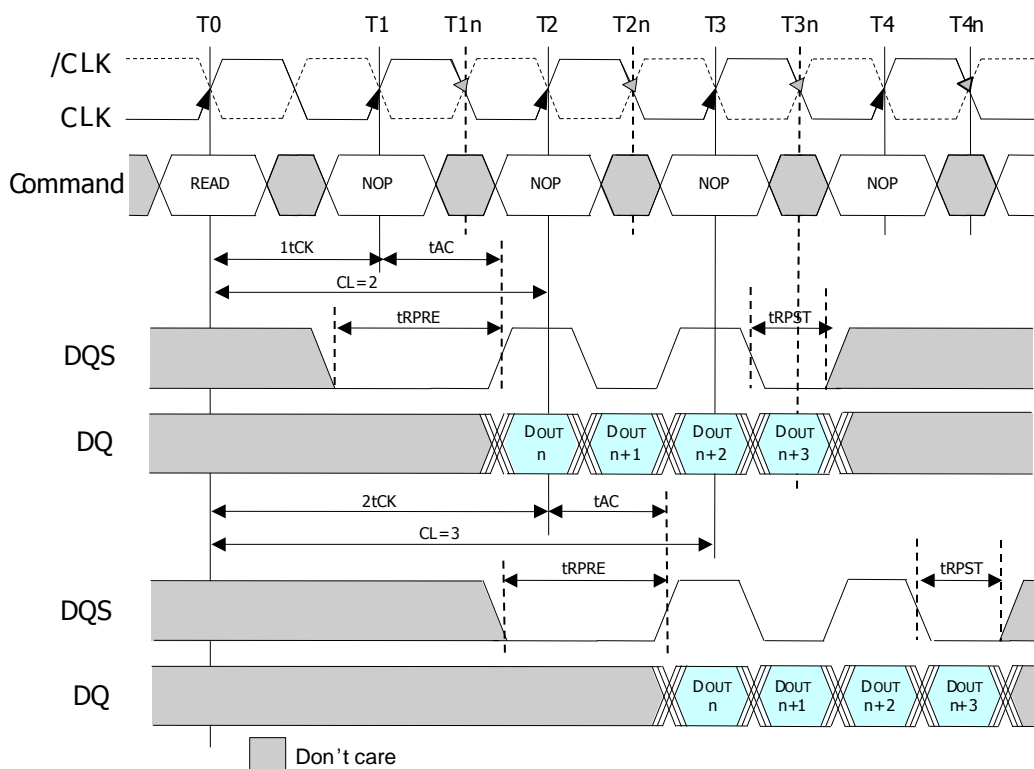 T0 T1 T1n T2 T2n T3 T3n T4 T4n
/CLK
CLK
Command READ NOP NOP NOP NOP
1tCK tAC
CL=2
tRPRE tRPST
DQS
DQ DOUT n DOUT n+1 DOUT n+2 DOUT n+3
2tCK tAC
CL=3
tRPRE tRPST
DQS
DQ DOUT n DOUT n+1 DOUT n+2 DOUT n+3
Don't care